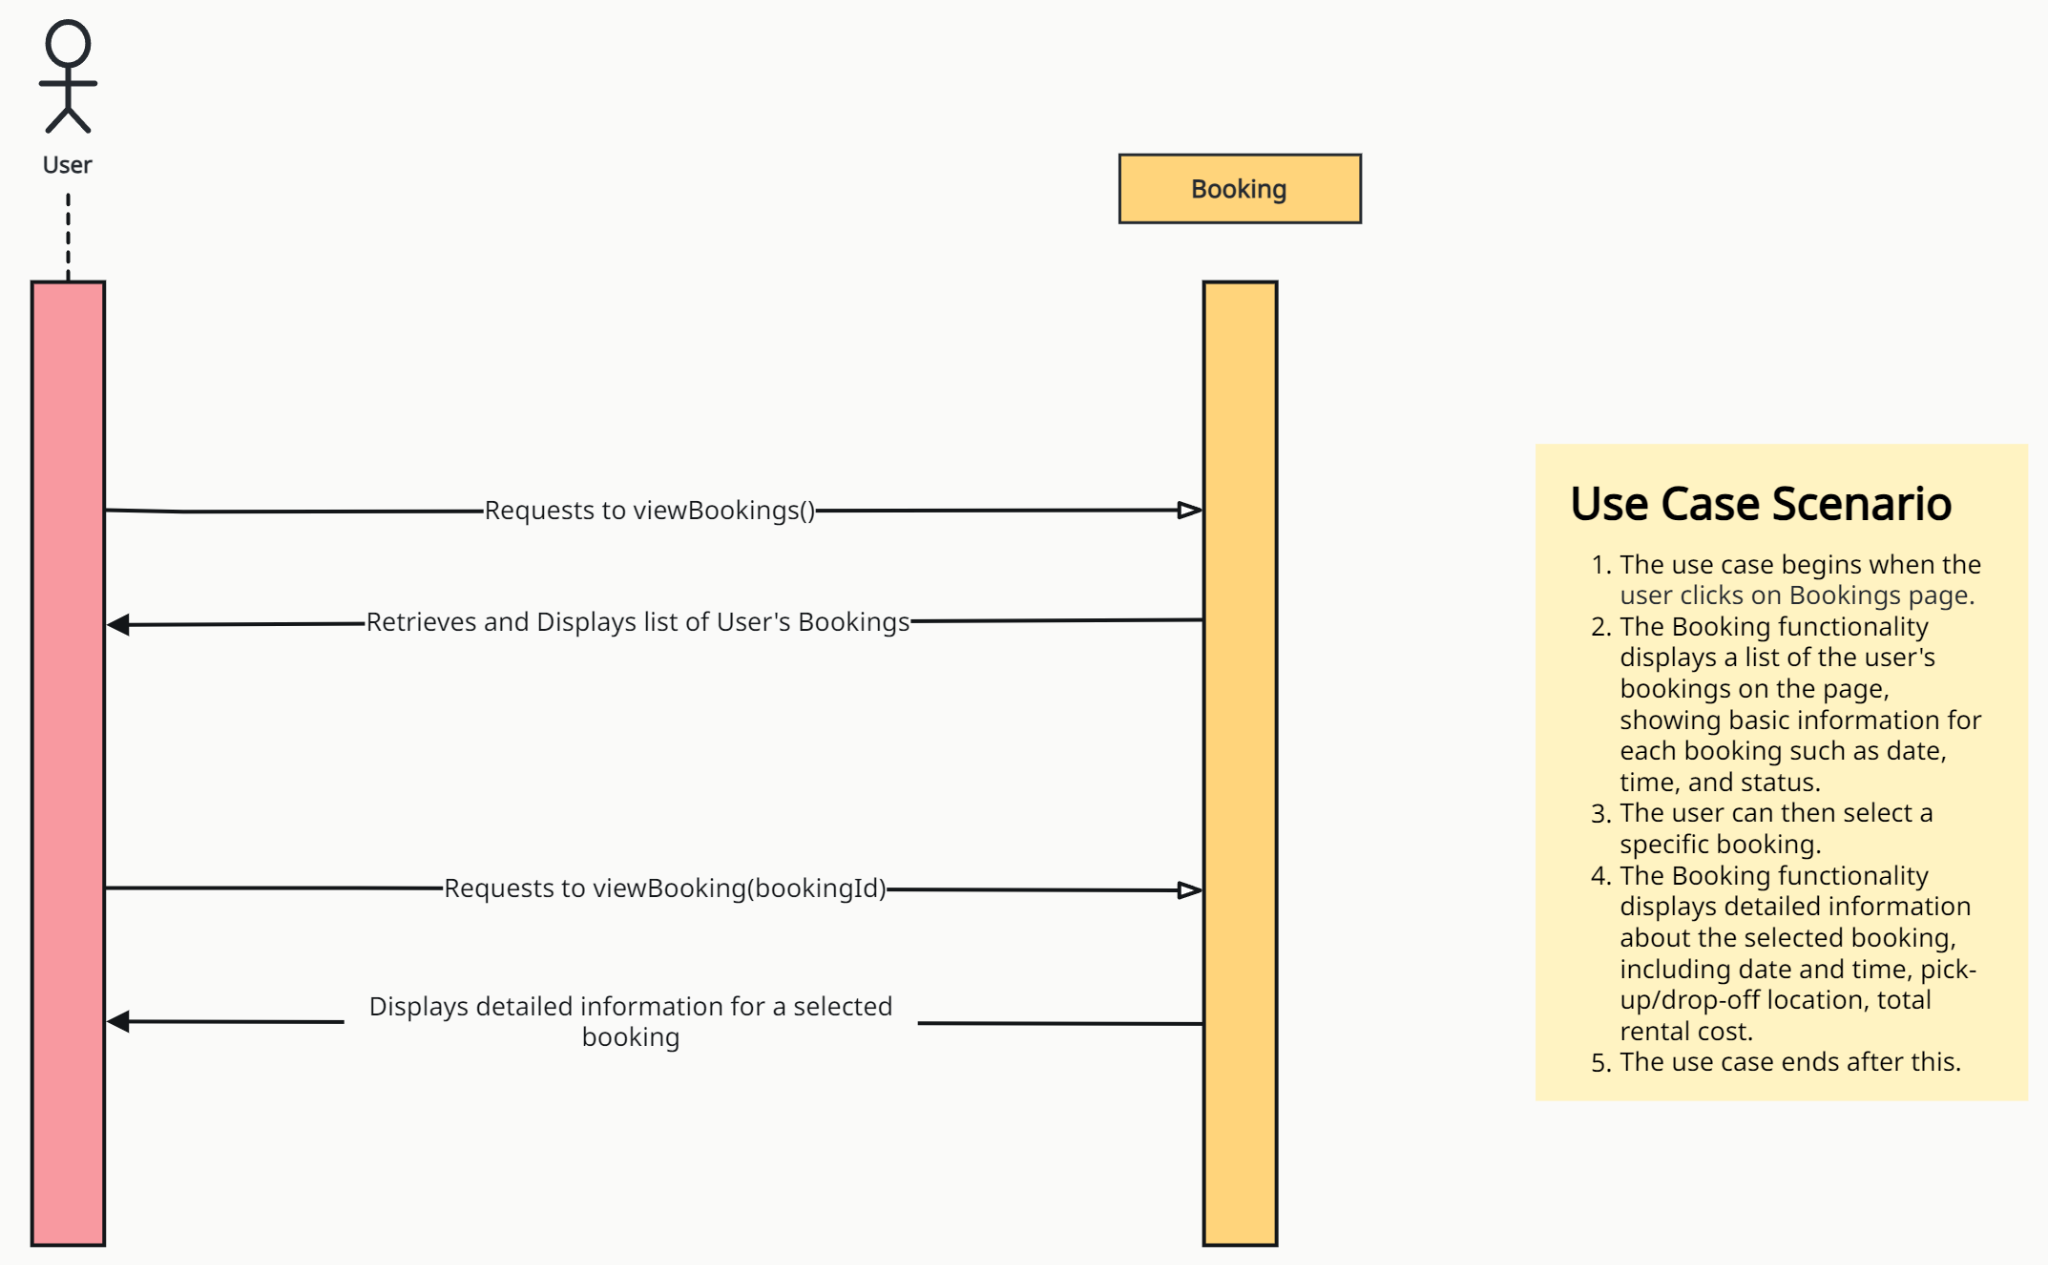 User
Booking
Requests to viewBookings()
Retrieves and Displays list of User's Bookings
Requests to viewBooking(bookingId)
Displays detailed information for a selected
booking
Use Case Scenario
1. The use case begins when the
user clicks on Bookings page.
2. The Booking functionality
displays a list of the user's
bookings on the page,
showing basic information for
each booking such as date,
time, and status.
3. The user can then select a
specific booking.
4. The Booking functionality
displays detailed information
about the selected booking,
including date and time, pick-
up/drop-off location, total
rental cost.
5. The use case ends after this.